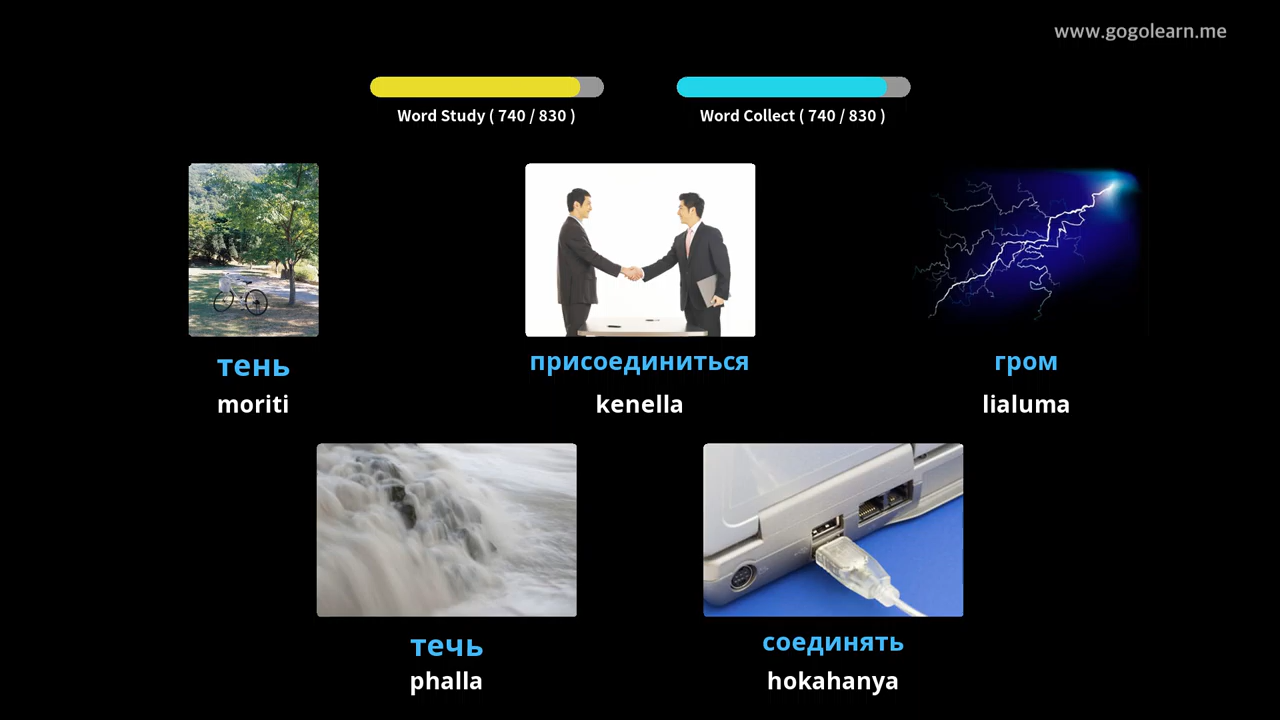 www.gogolearn.me
Word Study ( 740 / 830 )
Word Collect ( 740 / 830 )
тень
moriti
присоединиться
kenella
гром
lialuma
течь
phalla
соединять
hokahanya